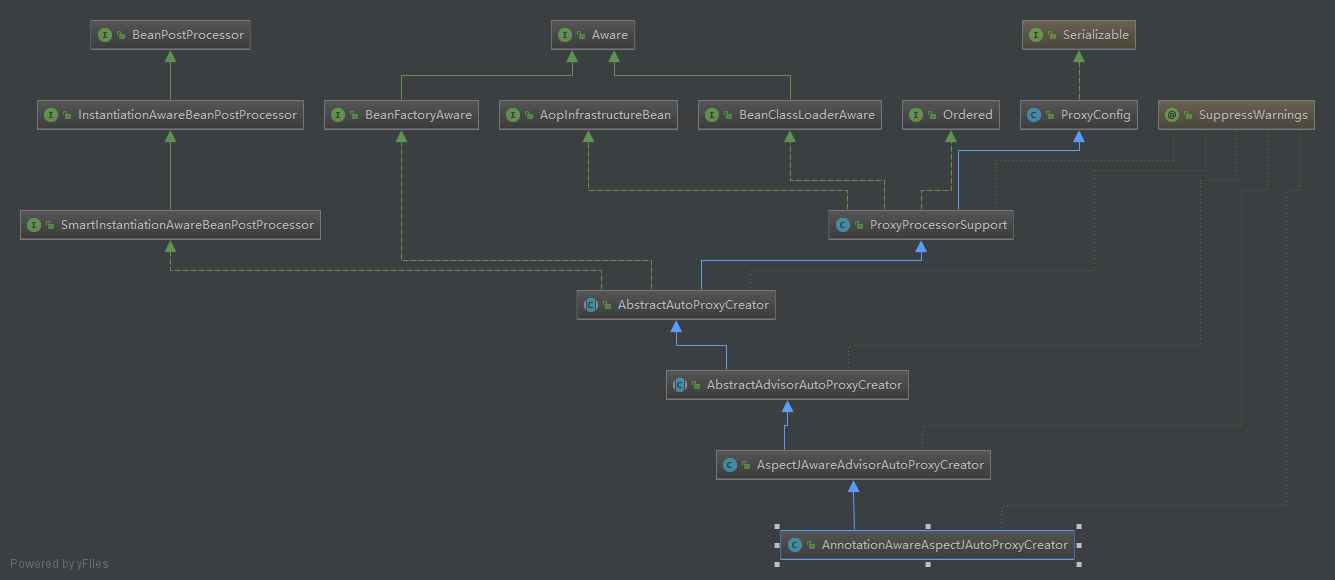 BeanPostProcessor
Aware
Serializable
InstantiationAwareBeanPostProcessor
BeanFactoryAware
AopInfrastructureBean
BeanClassLoaderAware
Ordered
ProxyConfig
SuppressWarnings
SmartInstantiationAwareBeanPostProcessor
ProxyProcessorSupport
AbstractAutoProxyCreator
AbstractAdvisorAutoProxyCreator
AspectJAwareAdvisorAutoProxyCreator
AnnotationAwareAspectJAutoProxyCreator
Powered by yFiles